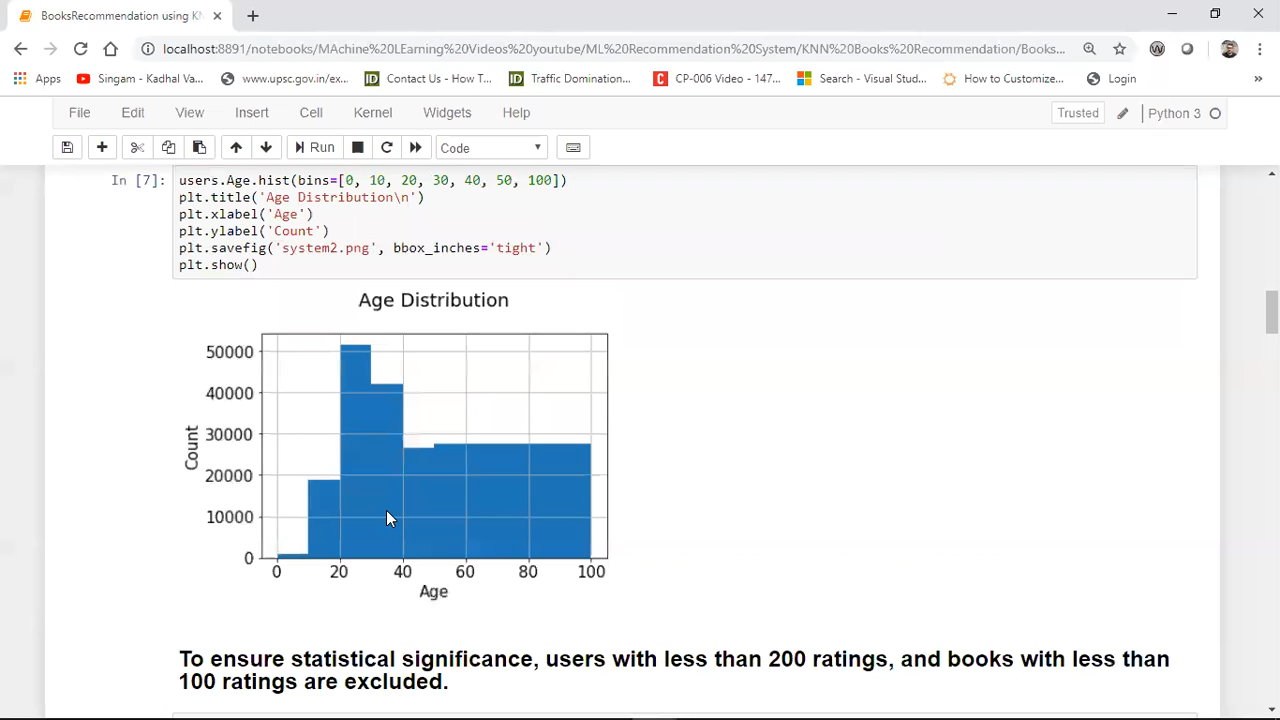 BooksRecommendation using KN
localhost:8891/notebooks/MAchine%20LEarning%20Videos%20youtube/ML%20Recommendation%20System/KNN%20Books%20Recommendation/Books...
Apps Singam - Kadhal Va... www.upsc.gov.in/ex... Contact Us - How T... Traffic Domination... CP-006 Video - 147... Search - Visual Stud... How to Customize... Login »
File Edit View Insert Cell Kernel Widgets Help Trusted Python 3
Run Code
In [7]: users.Age.hist(bins=[0, 10, 20, 30, 40, 50, 100])
plt.title('Age Distribution\n')
plt.xlabel('Age')
plt.ylabel('Count')
plt.savefig('system2.png', bbox_inches='tight')
plt.show()
Age Distribution
50000
40000
30000
20000
10000
0
Count
0 20 40 60 80 100
Age
To ensure statistical significance, users with less than 200 ratings, and books with less than
100 ratings are excluded.